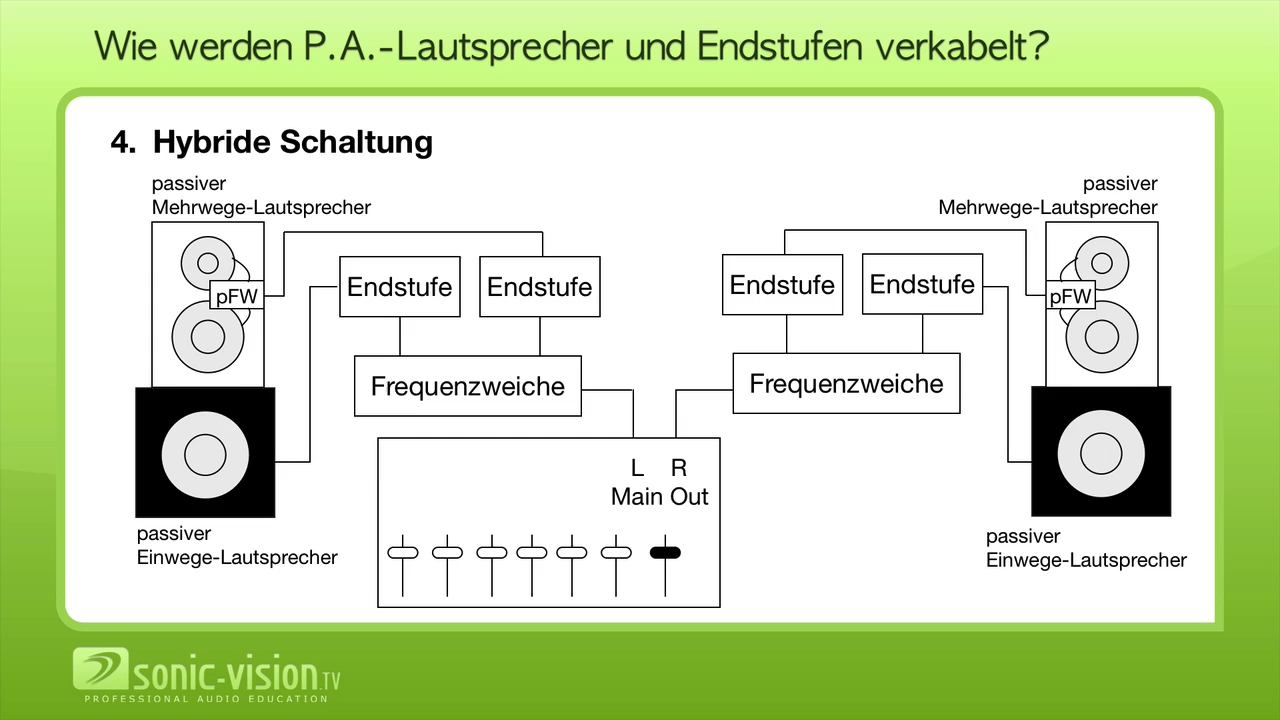 Wie werden P.A.-Lautsprecher und Endstufen verkabelt?
4. Hybride Schaltung
passiver
Mehrwege-Lautsprecher
passiver
Mehrwege-Lautsprecher
pFW
Endstufe
Endstufe
Endstufe
Endstufe
pFW
Frequenzweiche
Frequenzweiche
L R
Main Out
passiver
Einwege-Lautsprecher
passiver
Einwege-Lautsprecher
sonic-vision.TV
PROFESSIONAL AUDIO EDUCATION